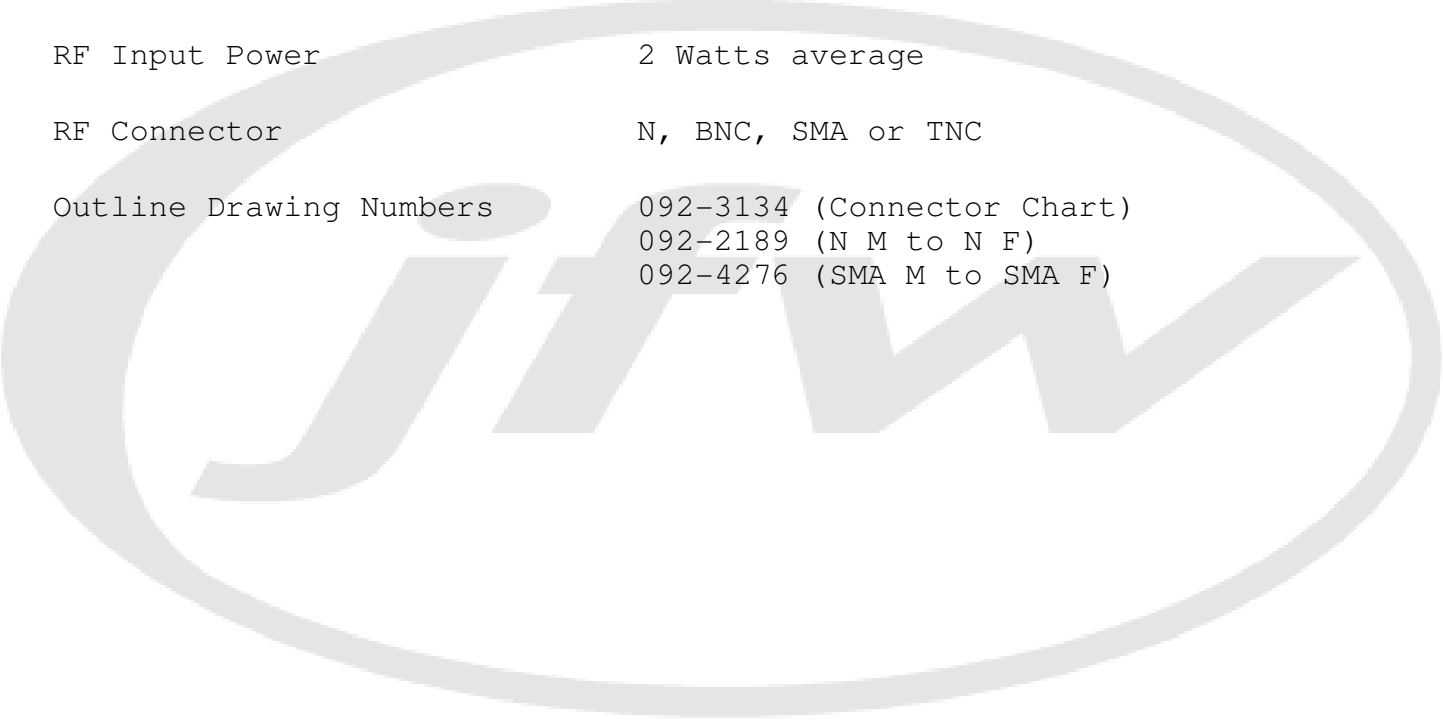 RF Input Power 2 Watts average
RF Connector N, BNC, SMA or TNC
Outline Drawing Numbers 092-3134 (Connector Chart)
092-2189 (N M to N F)
092-4276 (SMA M to SMA F)
jfw